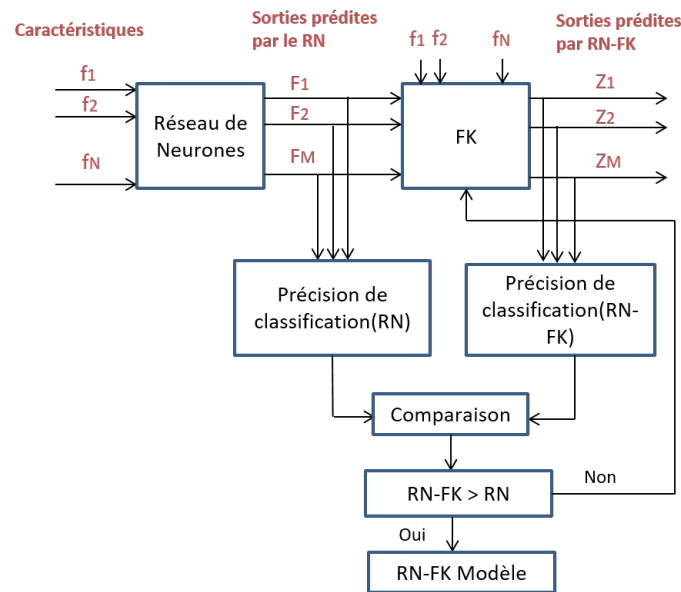 Caractéristiques
Sorties prédites
par le RN
Sorties prédites
par RN-FK
f1
f2
fN
f1
f2
fN
Réseau de
Neurones
F1
F2
FM
FK
Z1
Z2
ZM
Précision de
classification(RN)
Précision de
classification(RN-
FK)
Comparaison
RN-FK > RN
Non
Oui
RN-FK Modèle